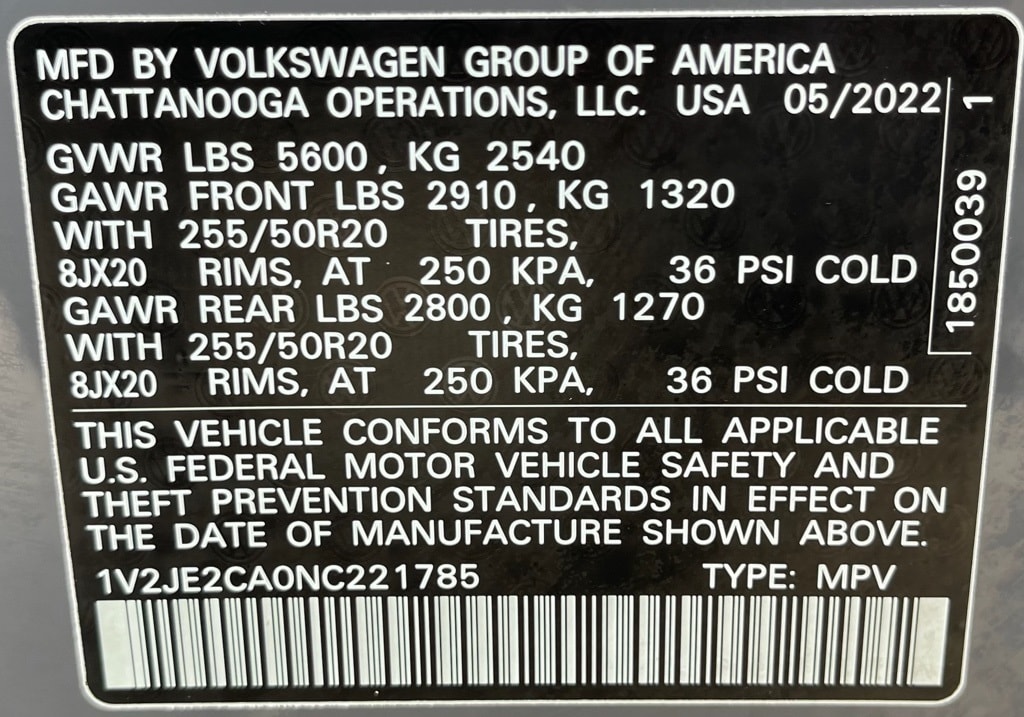 MFD BY VOLKSWAGEN GROUP OF AMERICA
CHATTANOOGA OPERATIONS, LLC. USA 05/2022
GVWR LBS 5600, KG 2540
GAWR FRONT LBS 2910, KG 1320
WITH 255/50R20 TIRES,
8JX20 RIMS, AT 250 KPA, 36 PSI COLD
GAWR REAR LBS 2800, KG 1270
WITH 255/50R20 TIRES,
8JX20 RIMS, AT 250 KPA, 36 PSI COLD
1850039 1
THIS VEHICLE CONFORMS TO ALL APPLICABLE
U.S. FEDERAL MOTOR VEHICLE SAFETY AND
THEFT PREVENTION STANDARDS IN EFFECT ON
THE DATE OF MANUFACTURE SHOWN ABOVE.
1V2JE2CA0NC221785 TYPE: MPV